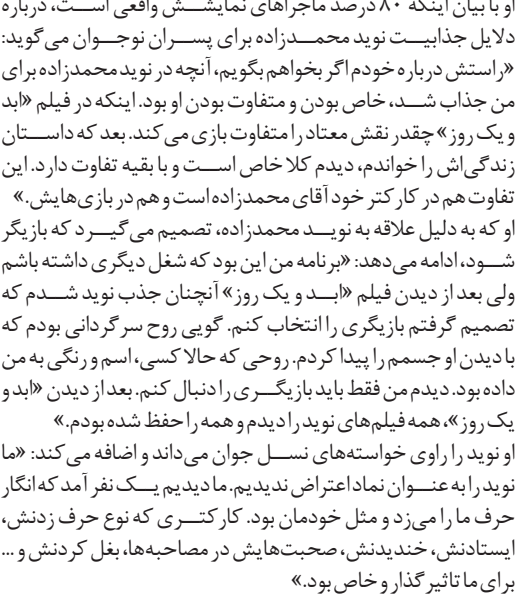 او با بیان اینکه ۸۰ درصد ماجراهای نمایشش واقعی است، درباره
دلایل جذابیت نوید محمدزاده برای پسران نوجوان می‌گوید:
«راستش درباره خودم اگر بخواهم بگویم، آنچه در نوید محمدزاده برای
من جذاب شد، خاص بودن و متفاوت بودن او بود. اینکه در فیلم «ابد
و یک روز» چقدر نقش معتاد را متفاوت بازی می‌کند. بعد که داستان
زندگی‌اش را خواندم، دیدم کلا خاص است و با بقیه تفاوت دارد. این
تفاوت هم در کارکتر خود آقای محمدزاده است و هم در بازی‌هایش.»
او که به دلیل علاقه به نوید محمدزاده، تصمیم می‌گیرد که بازیگر
شود، ادامه می‌دهد: «برنامه من این بود که شغل دیگری داشته باشم
ولی بعد از دیدن فیلم «ابد و یک روز» آنچنان جذب نوید شدم که
تصمیم گرفتم بازیگری را انتخاب کنم. گویی روح سرگردانی بودم که
با دیدن او جسمم را پیدا کردم. روحی که حالا کسی، اسم و رنگی به من
داده بود. دیدم من فقط باید بازیگری را دنبال کنم. بعد از دیدن «ابد و
یک روز»، همه فیلم‌های نوید را دیدم و همه را حفظ شده بودم.»
او نوید را راوی خواسته‌های نسل جوان می‌داند و اضافه می‌کند: «ما
نوید را به عنوان نماد اعتراض ندیدیم. ما دیدیم یک نفر آمد که انگار
حرف ما را می‌زد و مثل خودمان بود. کارکتری که نوع حرف زدنش،
ایستادنش، خندیدنش، صحبت‌هایش در مصاحبه‌ها، بغل کردنش و ...
برای ما تاثیرگذار و خاص بود.»